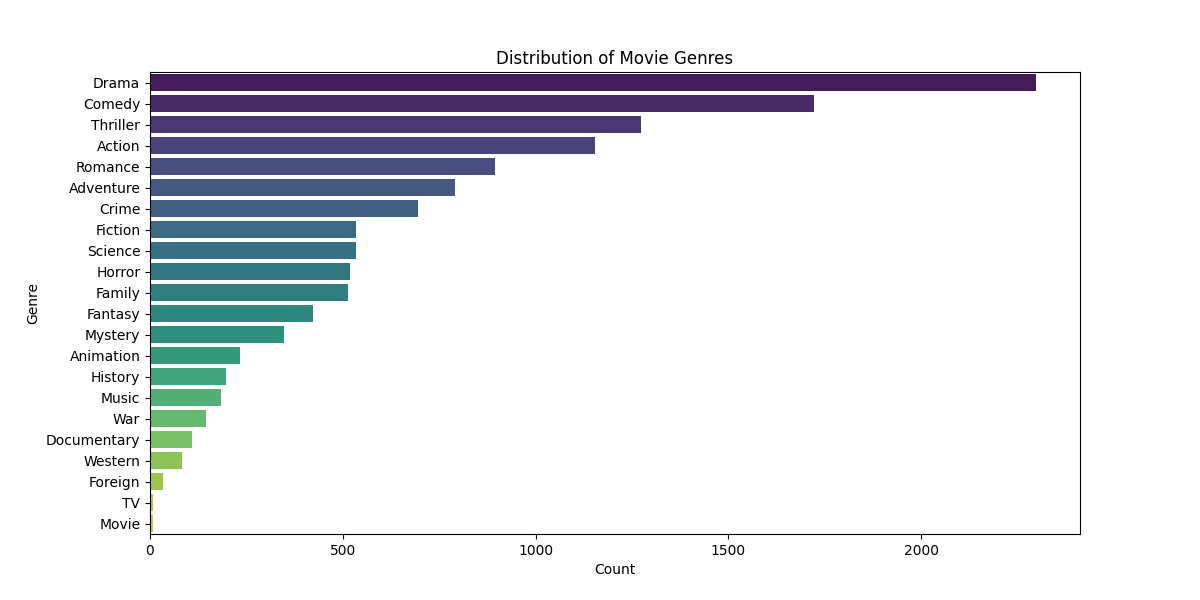 Distribution of Movie Genres
Genre
Drama
Comedy
Thriller
Action
Romance
Adventure
Crime
Fiction
Science
Horror
Family
Fantasy
Mystery
Animation
History
Music
War
Documentary
Western
Foreign
TV
Movie
0 500 1000 1500 2000
Count